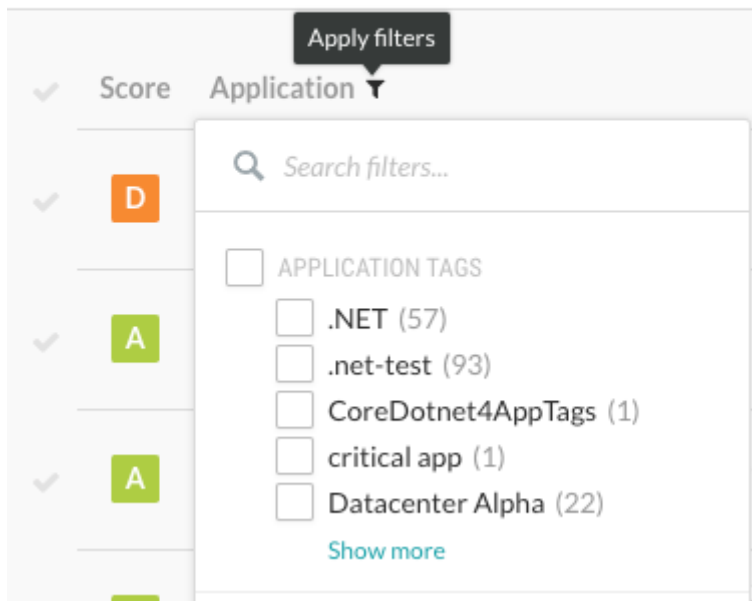 Apply filters
Score Application
Search filters...
D
APPLICATION TAGS
.NET (57)
.net-test (93)
A
CoreDotnet4AppTags (1)
critical app (1)
A
Datacenter Alpha (22)
Show more